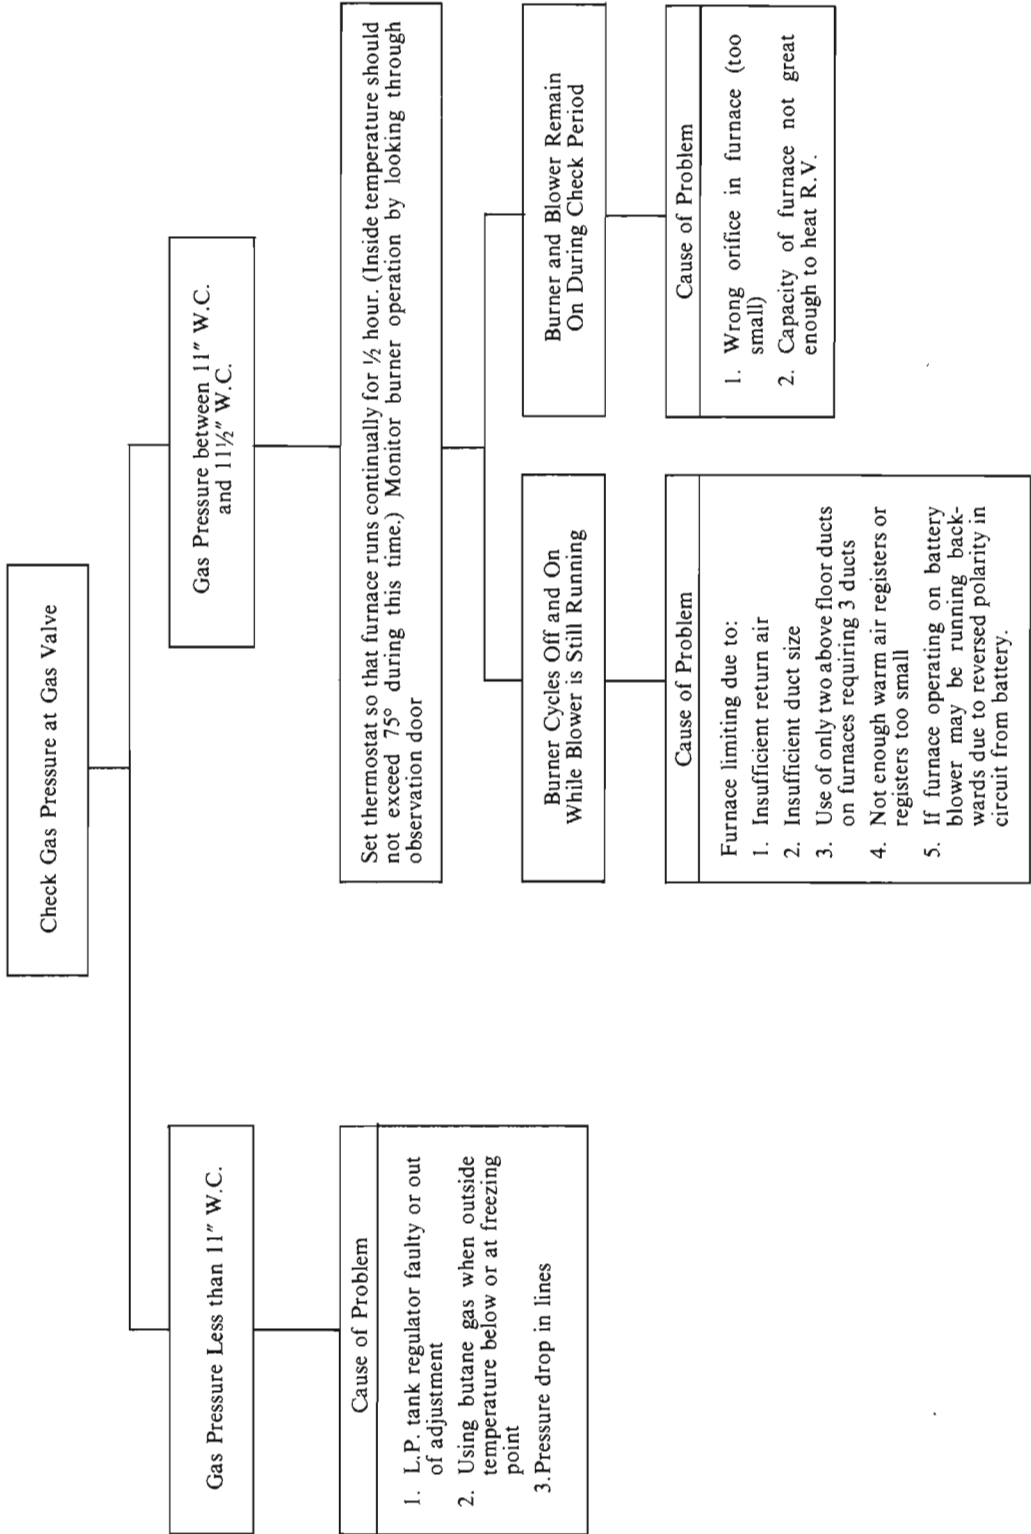 Check Gas Pressure at Gas Valve
Gas Pressure Less than 11″ W.C.
Cause of Problem
1. L.P. tank regulator faulty or out
of adjustment
2. Using butane gas when outside
temperature below or at freezing
point
3.Pressure drop in lines
Gas Pressure between 11″ W.C.
and 11½″ W.C.
Set thermostat so that furnace runs continually for ½ hour. (Inside temperature should
not exceed 75° during this time.) Monitor burner operation by looking through
observation door
Burner Cycles Off and On
While Blower is Still Running
Cause of Problem
Furnace limiting due to:
1. Insufficient return air
2. Insufficient duct size
3. Use of only two above floor ducts
on furnaces requiring 3 ducts
4. Not enough warm air registers or
registers too small
5. If furnace operating on battery
blower may be running back-
wards due to reversed polarity in
circuit from battery.
Burner and Blower Remain
On During Check Period
Cause of Problem
1. Wrong orifice in furnace (too
small)
2. Capacity of furnace not great
enough to heat R.V.